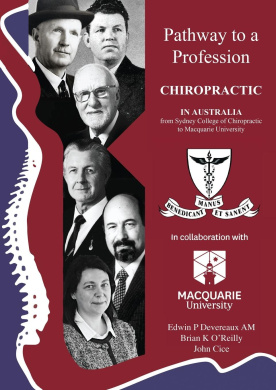 Pathway to a
Profession
CHIROPRACTIC
IN AUSTRALIA
from Sydney College of Chiropractic
to Macquarie University
MANUS
BENEDICANT ET SANENT
In collaboration with
MACQUARIE
University
Edwin P Devereaux AM
Brian K O'Reilly
John Cice